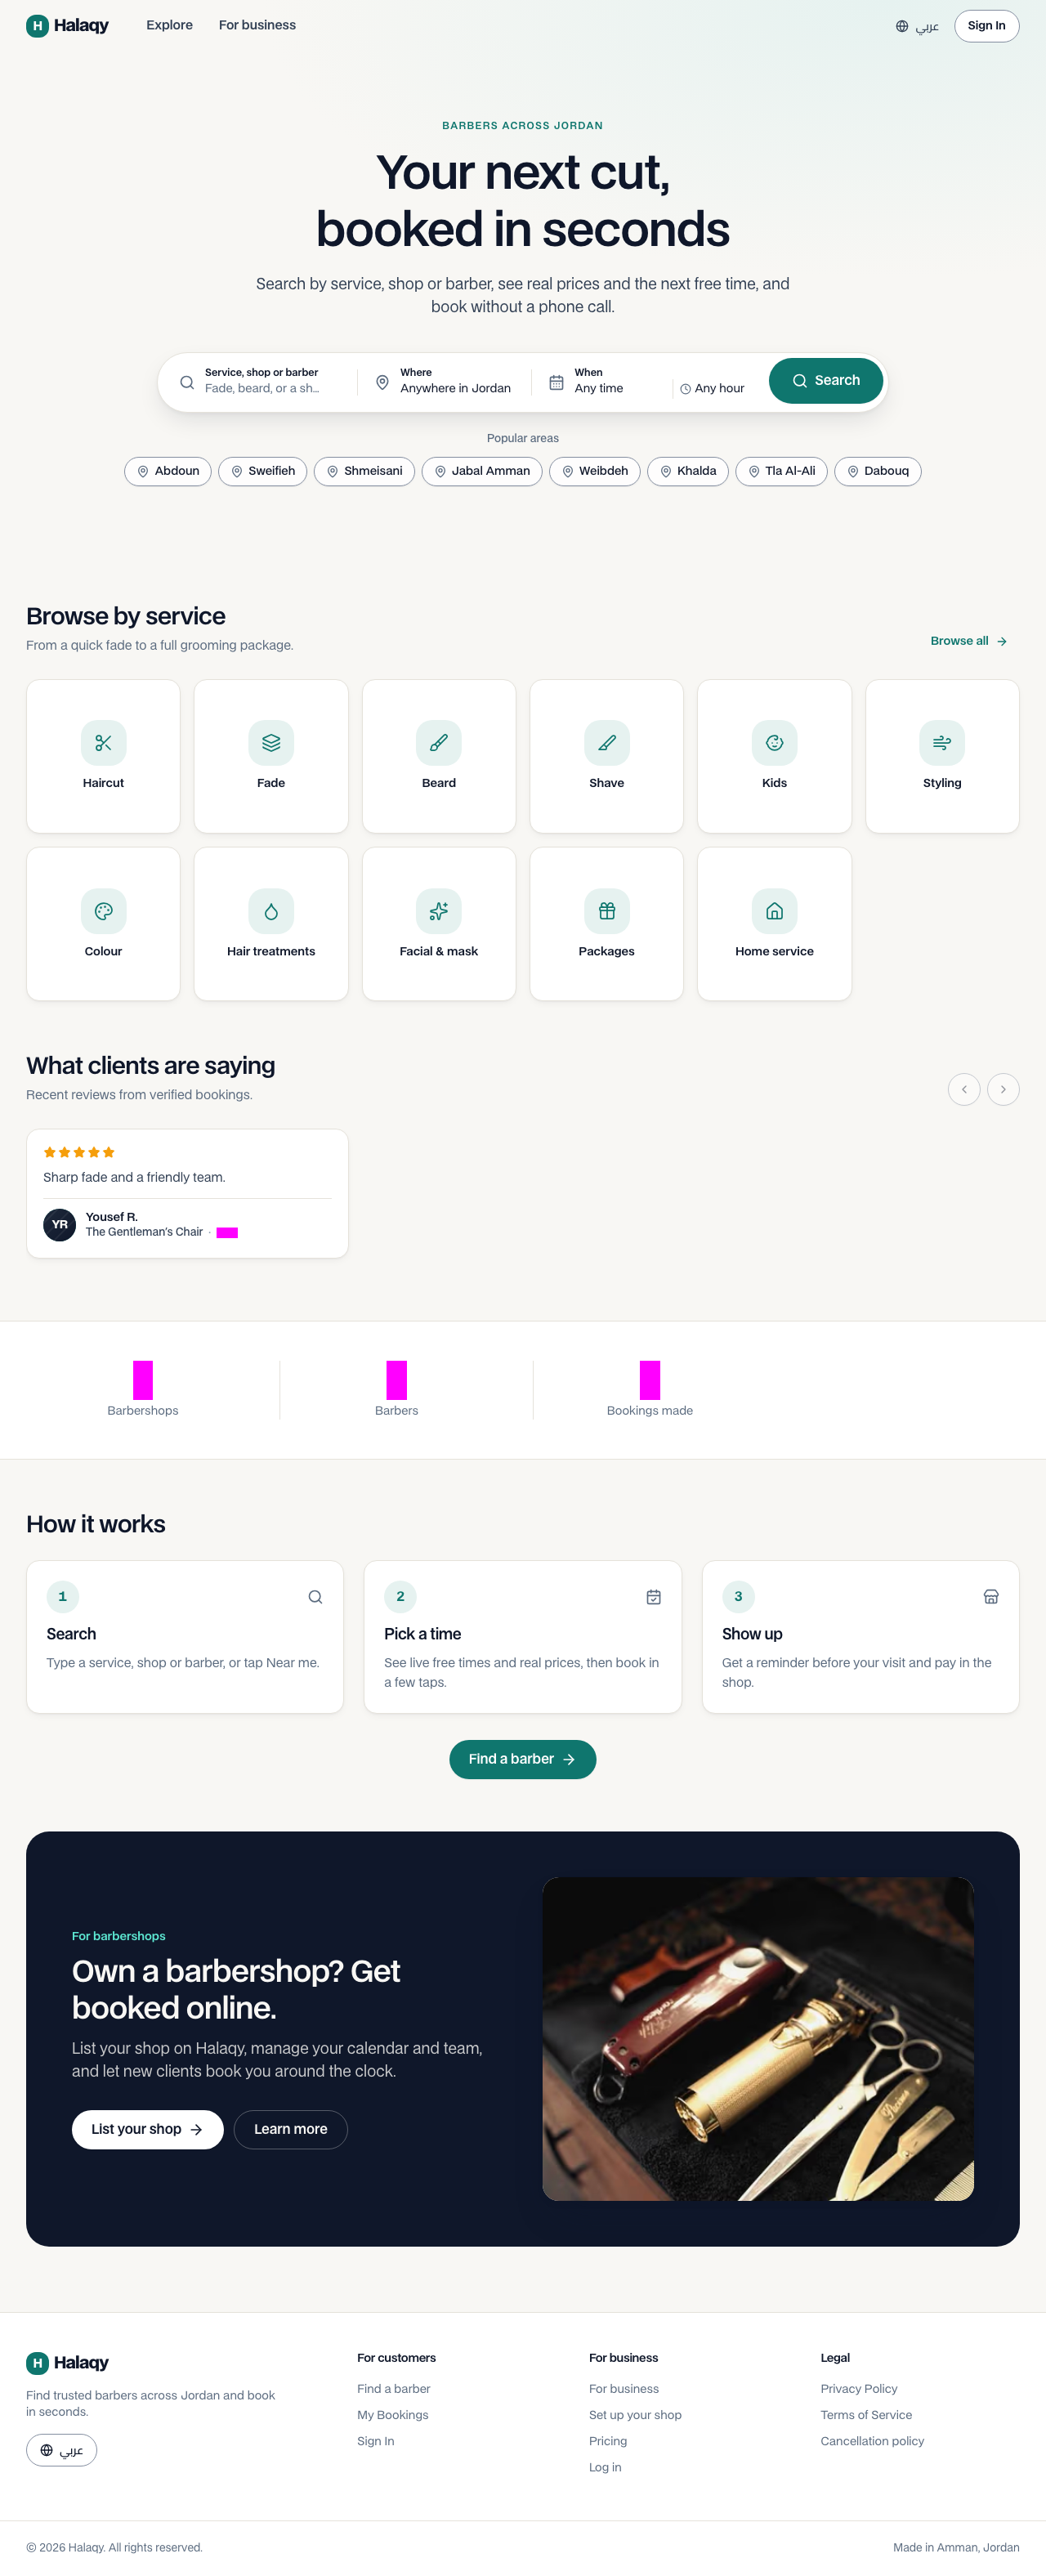 H Halaqy
Explore
For business
عربي
Sign In
BARBERS ACROSS JORDAN
Your next cut,
booked in seconds
Search by service, shop or barber, see real prices and the next free time, and
book without a phone call.
Service, shop or barber
Fade, beard, or a sh...
Where
Anywhere in Jordan
When
Any time
Any hour
Search
Popular areas
Abdoun
Sweifieh
Shmeisani
Jabal Amman
Weibdeh
Khalda
Tla Al-Ali
Dabouq
Browse by service
From a quick fade to a full grooming package.
Browse all
Haircut
Fade
Beard
Shave
Kids
Styling
Colour
Hair treatments
Facial & mask
Packages
Home service
What clients are saying
Recent reviews from verified bookings.
Sharp fade and a friendly team.
YR
Yousef R.
The Gentleman's Chair ·
Barbershops
Barbers
Bookings made
How it works
1
Search
Type a service, shop or barber, or tap Near me.
2
Pick a time
See live free times and real prices, then book in
a few taps.
3
Show up
Get a reminder before your visit and pay in the
shop.
Find a barber
For barbershops
Own a barbershop? Get
booked online.
List your shop on Halaqy, manage your calendar and team,
and let new clients book you around the clock.
List your shop
Learn more
H Halaqy
Find trusted barbers across Jordan and book
in seconds.
عربي
For customers
Find a barber
My Bookings
Sign In
For business
For business
Set up your shop
Pricing
Log in
Legal
Privacy Policy
Terms of Service
Cancellation policy
© 2026 Halaqy. All rights reserved.
Made in Amman, Jordan